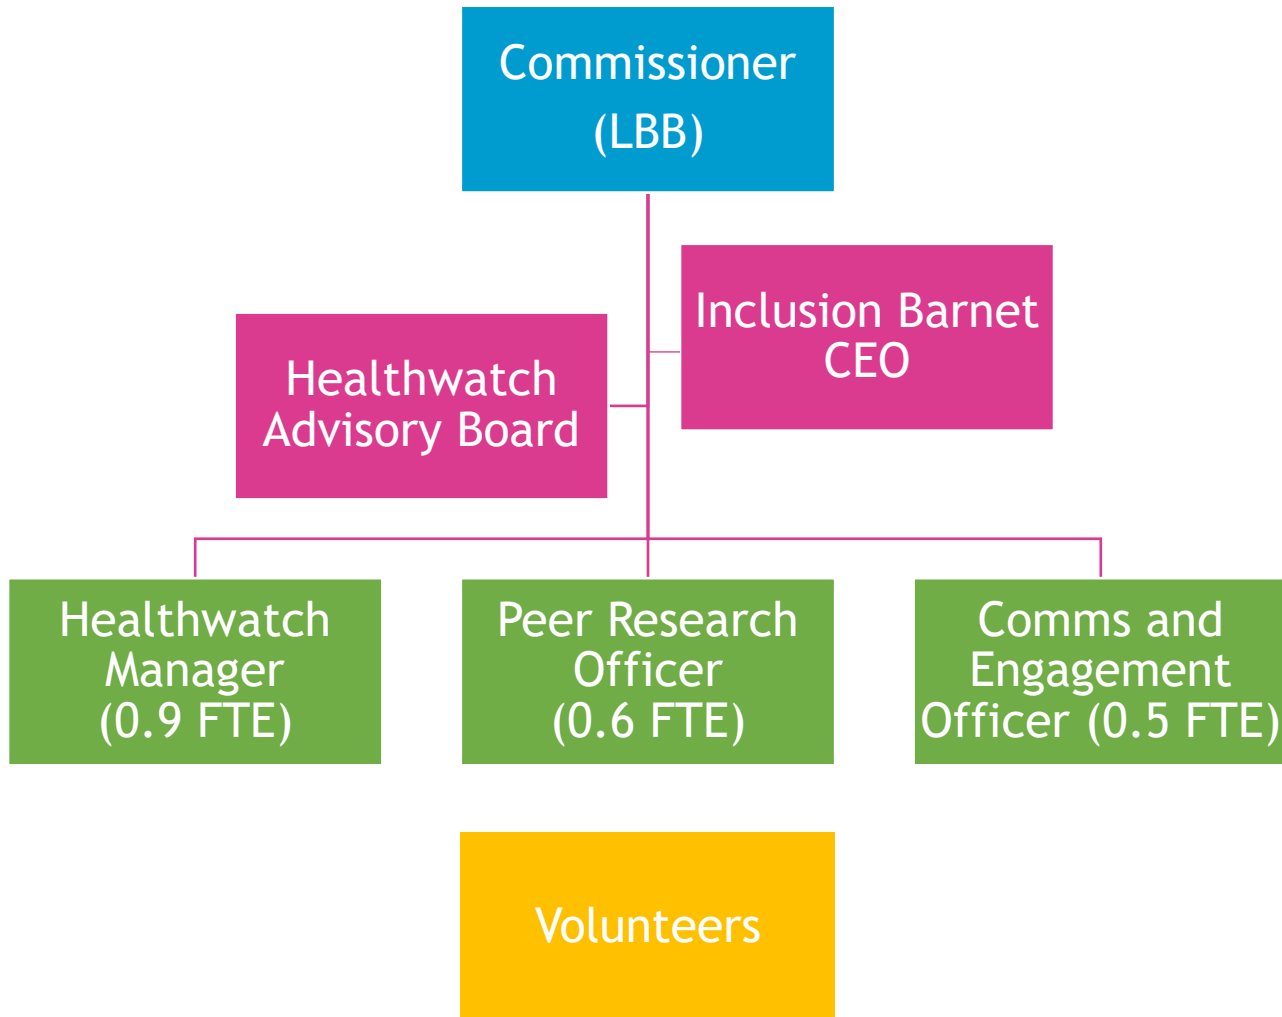 Commissioner
(LBB)
Inclusion Barnet
CEO
Healthwatch
Advisory Board
Healthwatch
Manager
(0.9 FTE)
Peer Research
Officer
(0.6 FTE)
Comms and
Engagement
Officer (0.5 FTE)
Volunteers